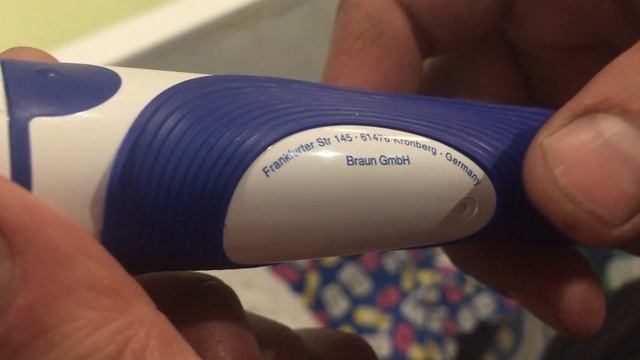 Frankfurter Str 145 - 61476 Kronberg - Germany
Braun GmbH